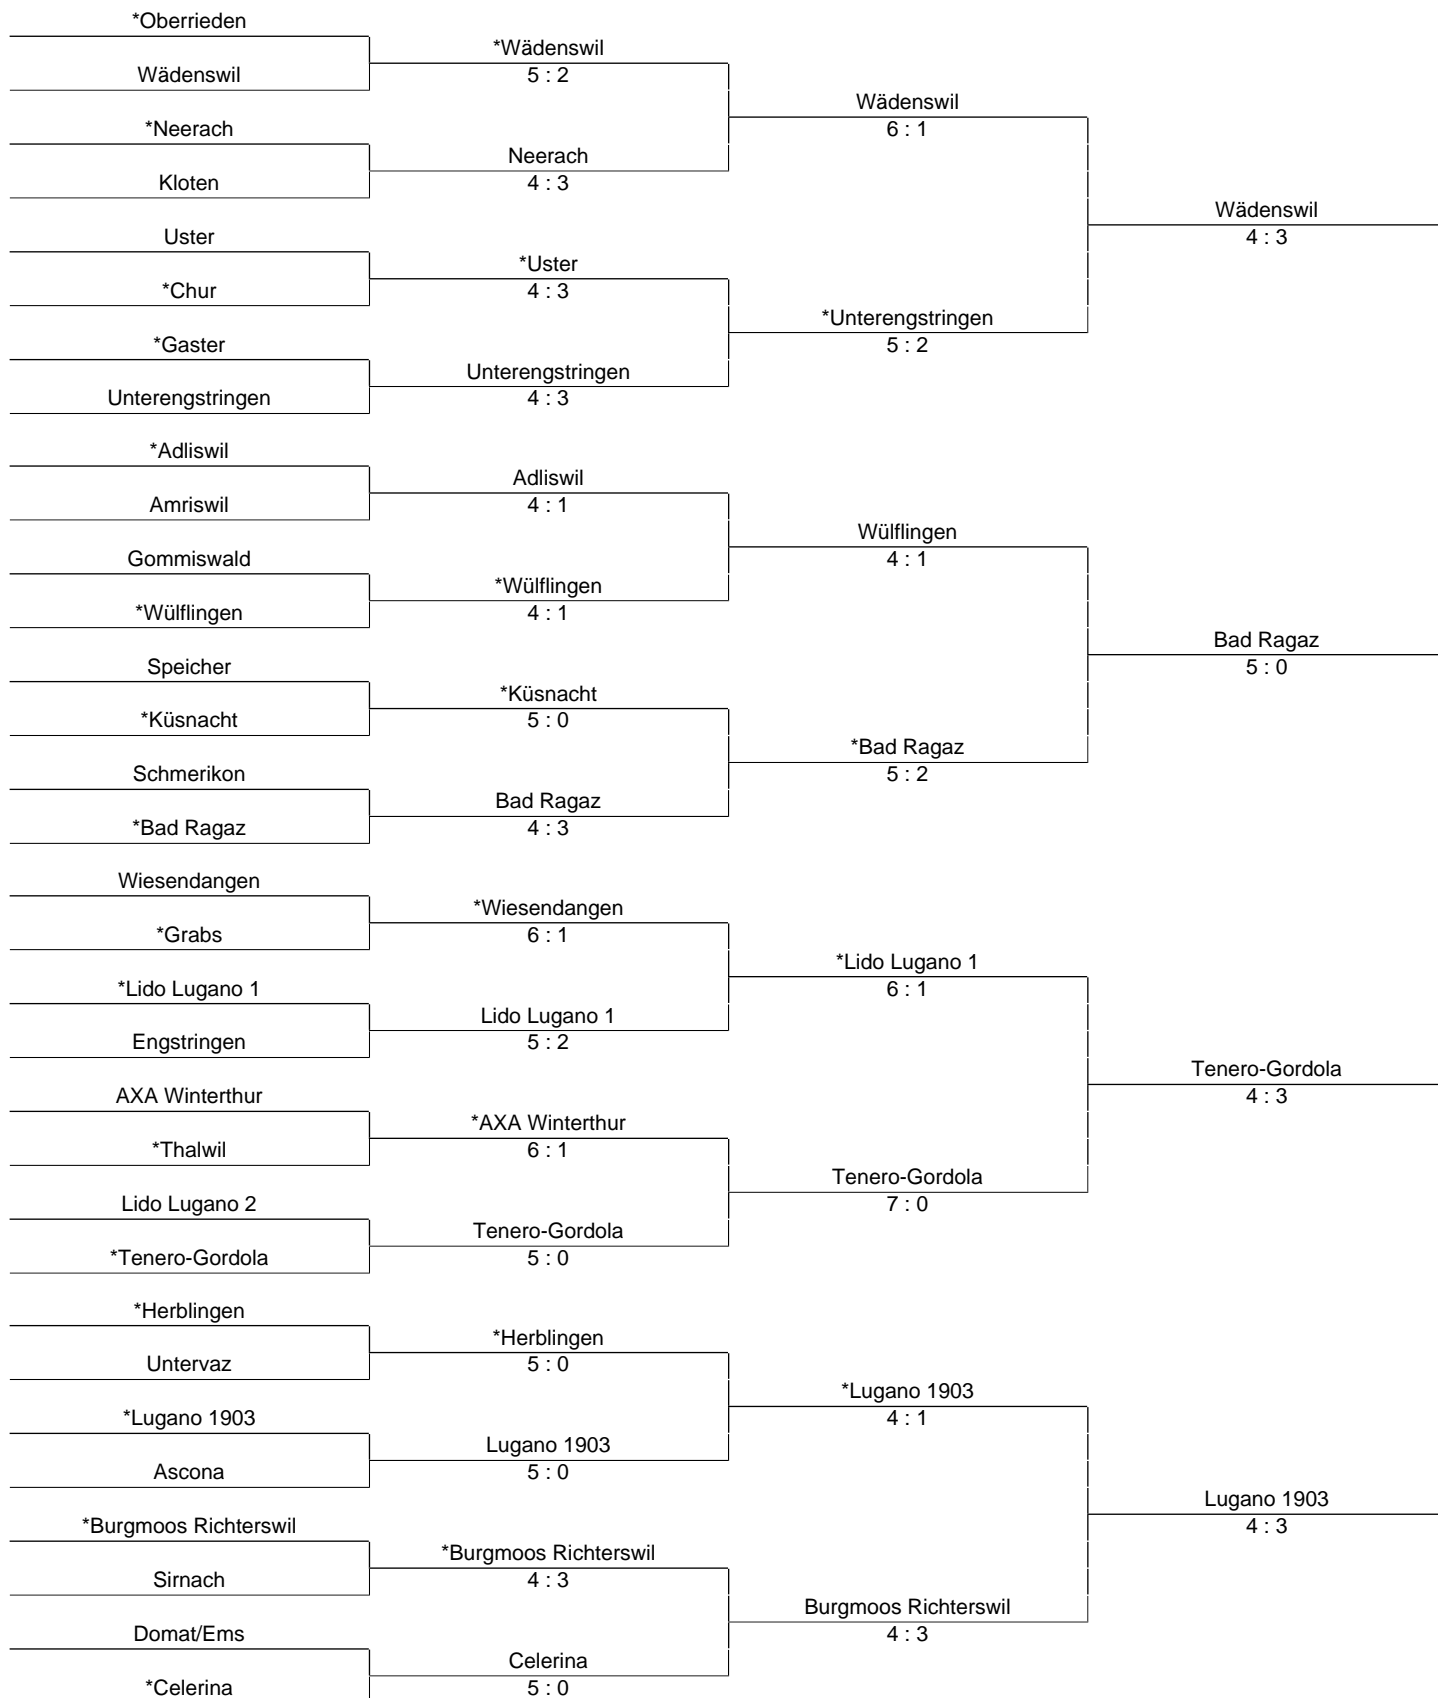 *Oberrieden
*Wädenswil
Wädenswil
5 : 2
Wädenswil
*Neerach
6 : 1
Neerach
Kloten
4 : 3
Wädenswil
Uster
4 : 3
*Uster
*Chur
4 : 3
*Unterengstringen
*Gaster
5 : 2
Unterengstringen
Unterengstringen
4 : 3
*Adliswil
Adliswil
Amriswil
4 : 1
Wülflingen
Gommiswald
4 : 1
*Wülflingen
*Wülflingen
4 : 1
Bad Ragaz
Speicher
5 : 0
*Küsnacht
*Küsnacht
5 : 0
*Bad Ragaz
Schmerikon
5 : 2
Bad Ragaz
*Bad Ragaz
4 : 3
Wiesendangen
*Wiesendangen
*Grabs
6 : 1
*Lido Lugano 1
*Lido Lugano 1
6 : 1
Lido Lugano 1
Engstringen
5 : 2
Tenero-Gordola
AXA Winterthur
4 : 3
*AXA Winterthur
*Thalwil
6 : 1
Tenero-Gordola
Lido Lugano 2
7 : 0
Tenero-Gordola
*Tenero-Gordola
5 : 0
*Herblingen
*Herblingen
Untervaz
5 : 0
*Lugano 1903
*Lugano 1903
4 : 1
Lugano 1903
Ascona
5 : 0
Lugano 1903
*Burgmoos Richterswil
4 : 3
*Burgmoos Richterswil
Sirnach
4 : 3
Burgmoos Richterswil
Domat/Ems
4 : 3
Celerina
*Celerina
5 : 0